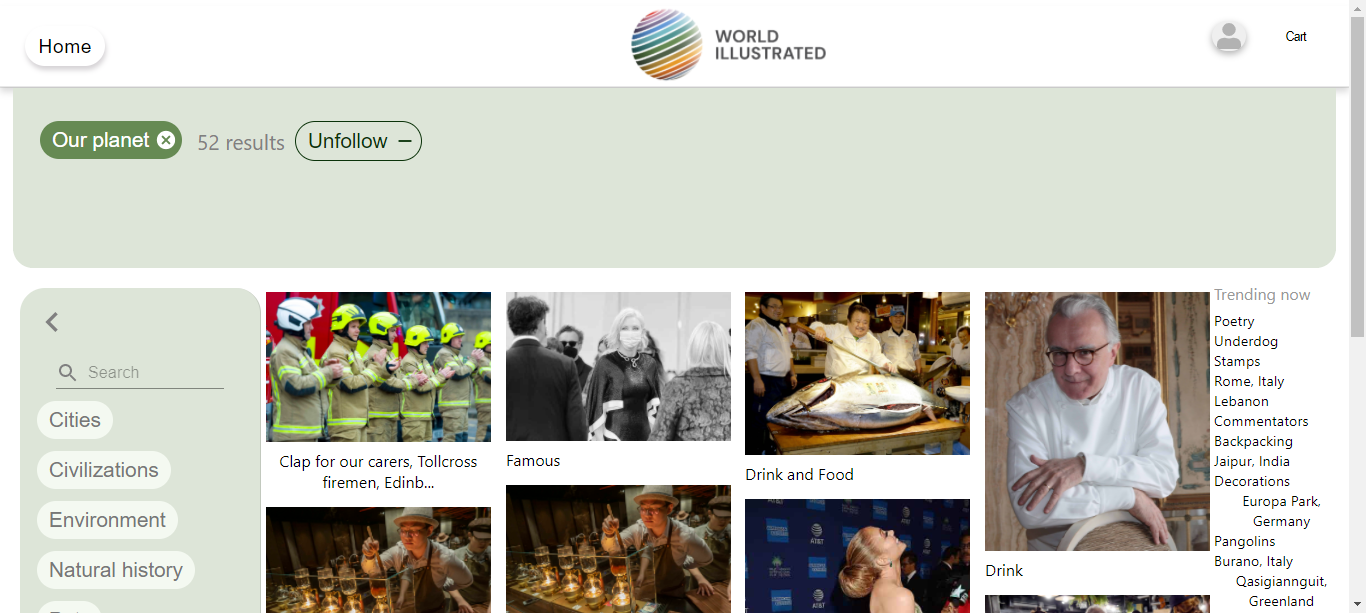 Home
WORLD
ILLUSTRATED
Cart
Our planet
52 results
Unfollow
Search
Cities
Civilizations
Environment
Natural history
Clap for our carers, Tollcross
firemen, Edinb...
Famous
Drink and Food
AT&T
AT&T
Drink
Trending now
Poetry
Underdog
Stamps
Rome, Italy
Lebanon
Commentators
Backpacking
Jaipur, India
Decorations
Europa Park,
Germany
Pangolins
Burano, Italy
Qasigiannguit,
Greenland